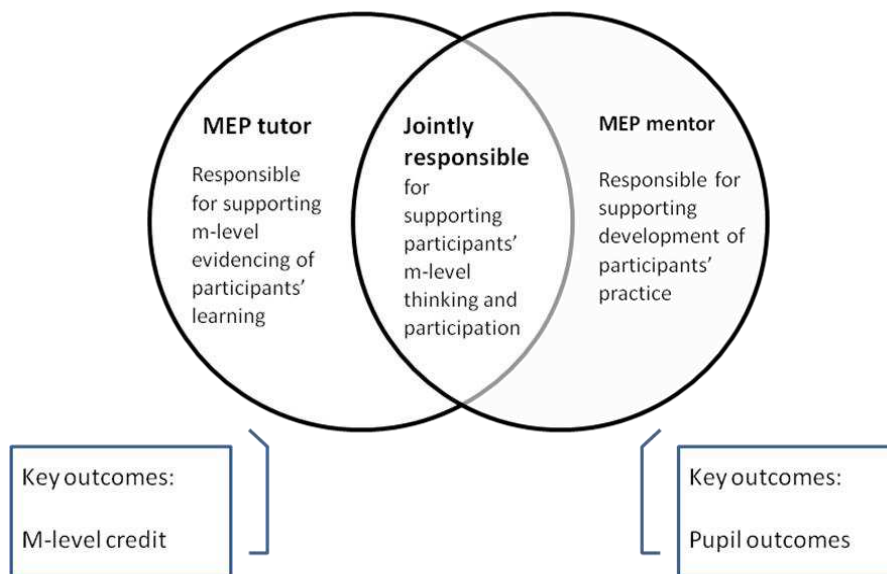 MEP tutor
Responsible
for supporting
m-level
evidencing of
participants’
learning
Jointly
responsible
for
supporting
participants’
m-level
thinking and
participation
MEP mentor
Responsible for
supporting
development of
participants’
practice
Key outcomes:
M-level credit
Key outcomes:
Pupil outcomes